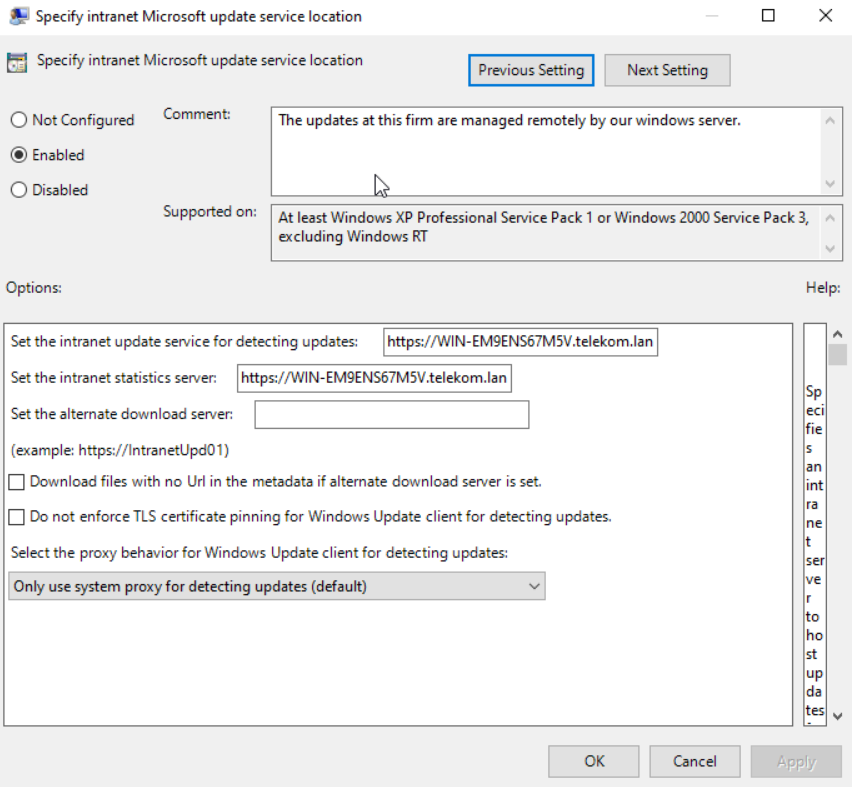 Specify intranet Microsoft update service location
Specify intranet Microsoft update service location
Previous Setting
Next Setting
Not Configured
Enabled
Disabled
Comment:
The updates at this firm are managed remotely by our windows server.
Supported on:
At least Windows XP Professional Service Pack 1 or Windows 2000 Service Pack 3,
excluding Windows RT
Options:
Help:
Set the intranet update service for detecting updates:
https://WIN-EM9ENS67M5V.telekom.lan
Set the intranet statistics server:
https://WIN-EM9ENS67M5V.telekom.lan
Set the alternate download server:
(example: https://IntranetUpd01)
Download files with no Url in the metadata if alternate download server is set.
Do not enforce TLS certificate pinning for Windows Update client for detecting updates.
Select the proxy behavior for Windows Update client for detecting updates:
Only use system proxy for detecting updates (default)
Sp
eci
fie
s
an
int
ra
ne
t
ser
ve
r
to
ho
st
up
da
tes
OK
Cancel
Apply